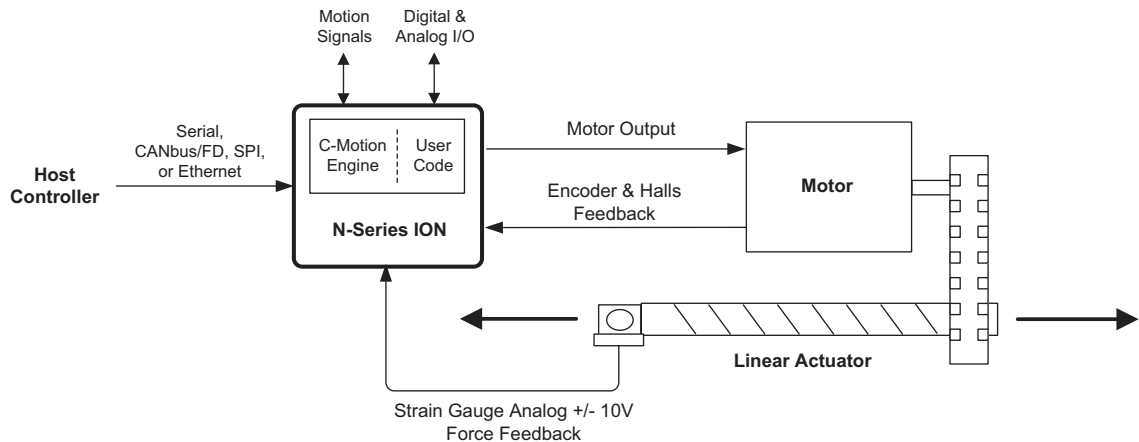 Motion
Signals
Digital &
Analog I/O
Serial,
CANbus/FD, SPI,
or Ethernet
Host
Controller
C-Motion
Engine
User
Code
N-Series ION
Motor Output
Encoder & Halls
Feedback
Motor
Linear Actuator
Strain Gauge Analog +/- 10V
Force Feedback